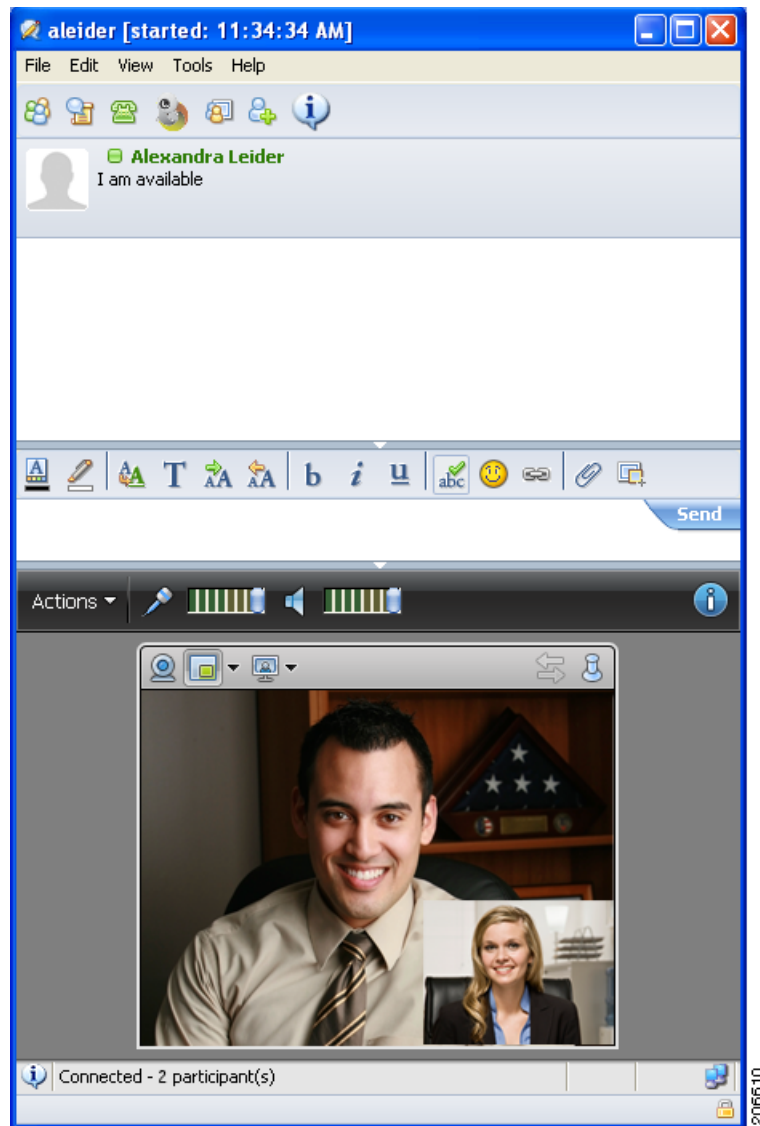 aleider [started: 11:34:34 AM]
File Edit View Tools Help
i
Alexandra Leider
I am available
A A A T A A A A b i u abc
Send
Actions i
i Connected - 2 participant(s)
206610